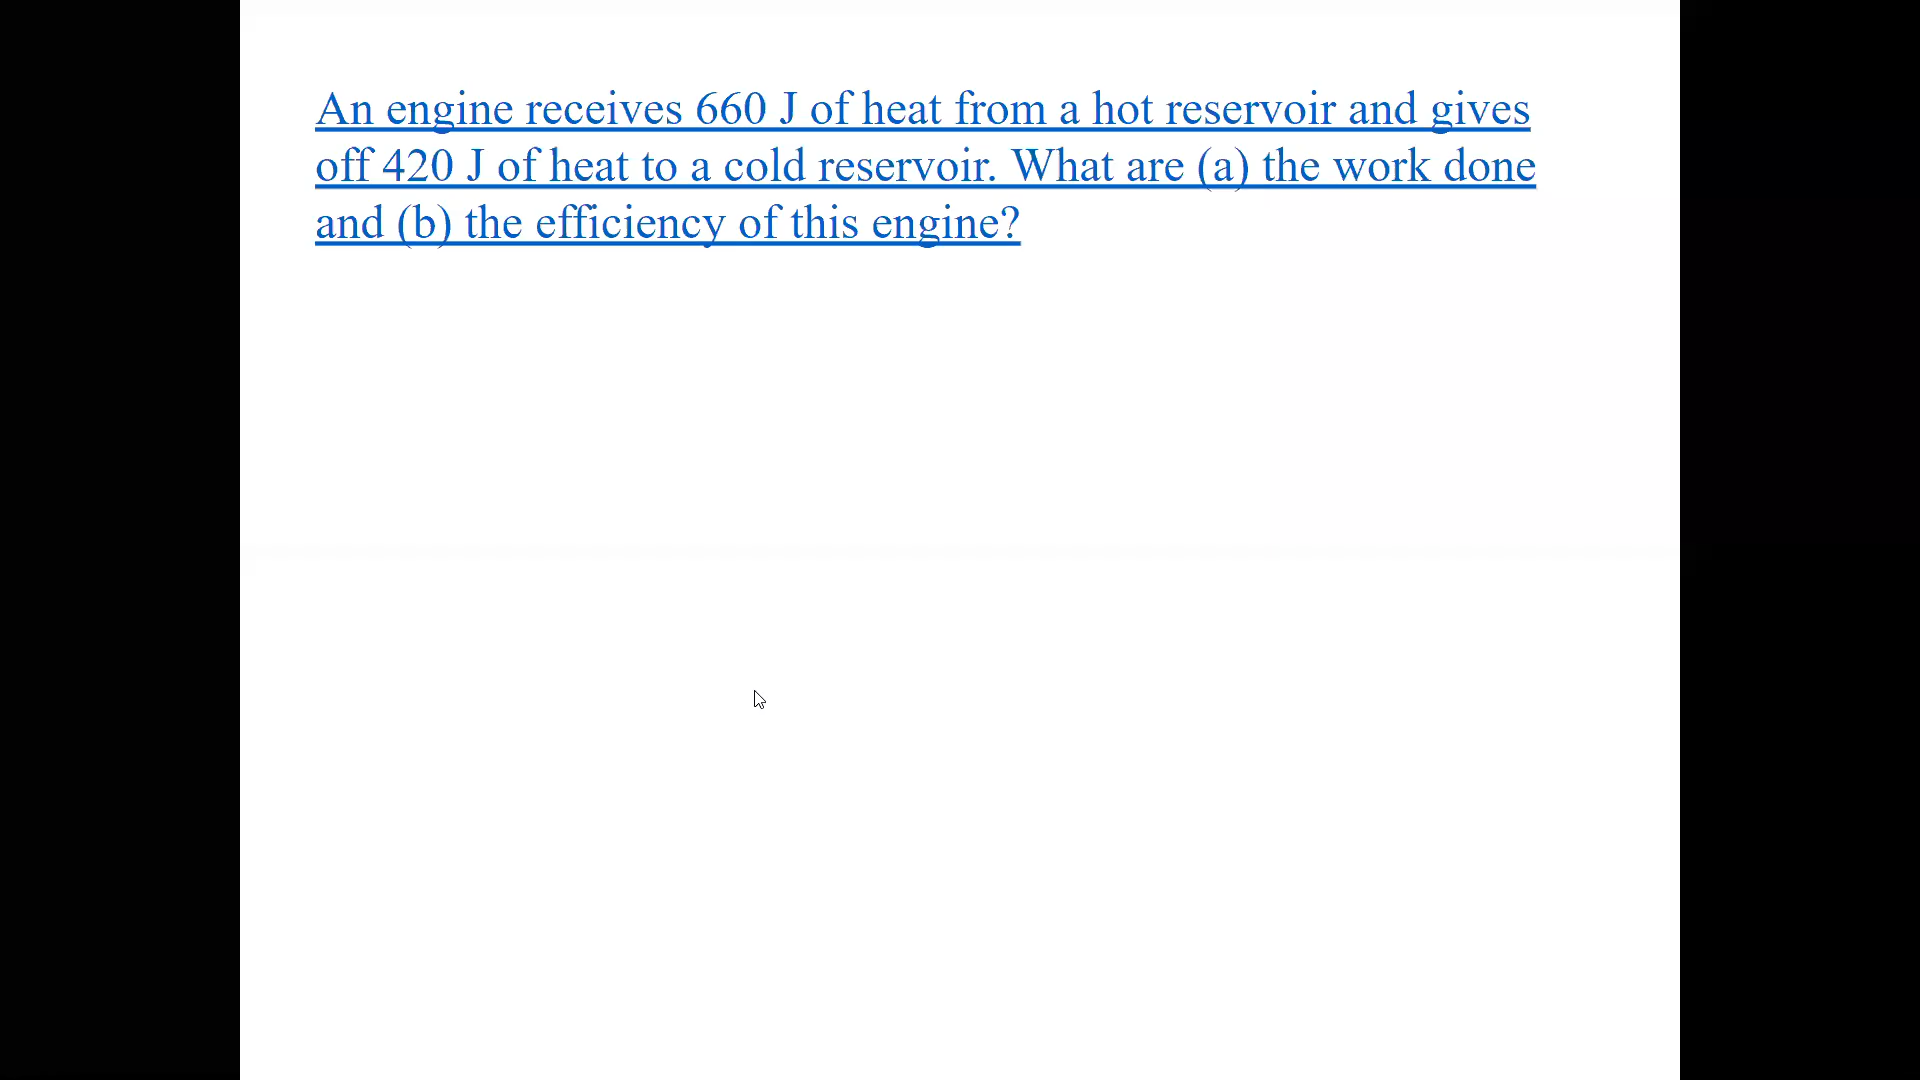 An engine receives 660 J of heat from a hot reservoir and gives
off 420 J of heat to a cold reservoir. What are (a) the work done
and (b) the efficiency of this engine?